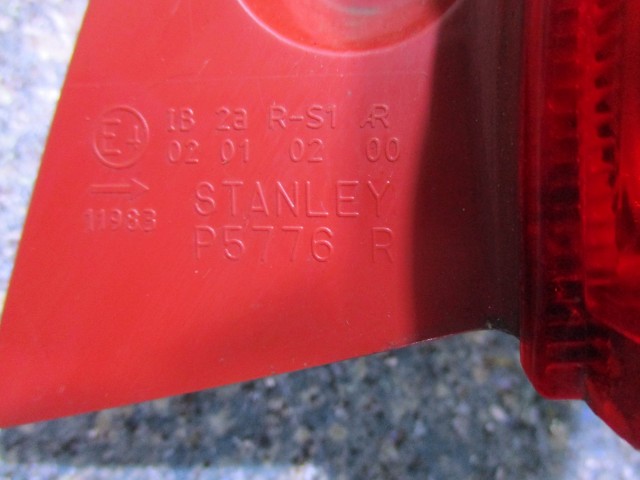 E4 IB 2a R-S1 AR
02 01 02 00
→
11983
STANLEY
P5776 R